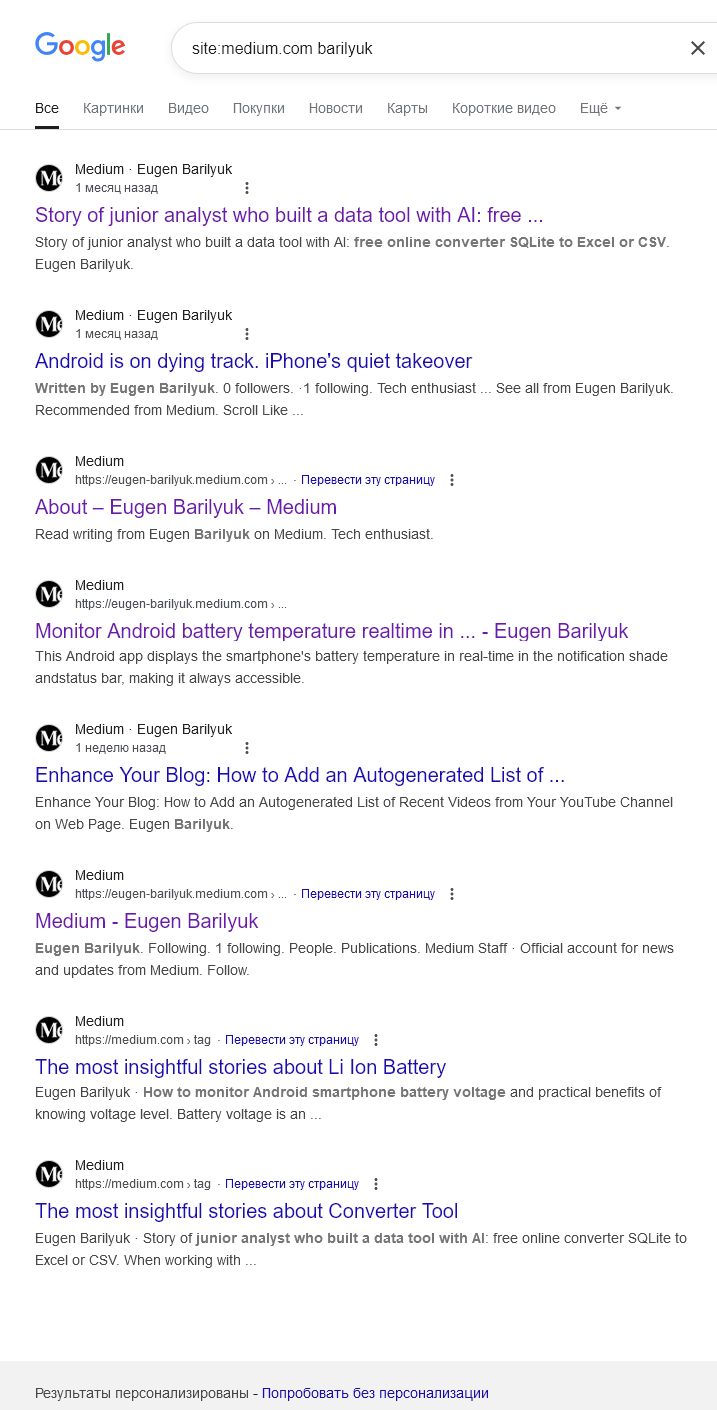 Google
site:medium.com barilyuk
Все Картинки Видео Покупки Новости Карты Короткие видео Ещё
Medium · Eugen Barilyuk
1 месяц назад
Story of junior analyst who built a data tool with AI: free ...
Story of junior analyst who built a data tool with AI: free online converter SQLite to Excel or CSV.
Eugen Barilyuk.
Medium · Eugen Barilyuk
1 месяц назад
Android is on dying track. iPhone's quiet takeover
Written by Eugen Barilyuk. 0 followers. ·1 following. Tech enthusiast ... See all from Eugen Barilyuk.
Recommended from Medium. Scroll Like ...
Medium
https://eugen-barilyuk.medium.com › ... · Перевести эту страницу
About – Eugen Barilyuk – Medium
Read writing from Eugen Barilyuk on Medium. Tech enthusiast.
Medium
https://eugen-barilyuk.medium.com › ...
Monitor Android battery temperature realtime in ... - Eugen Barilyuk
This Android app displays the smartphone's battery temperature in real-time in the notification shade
andstatus bar, making it always accessible.
Medium · Eugen Barilyuk
1 неделю назад
Enhance Your Blog: How to Add an Autogenerated List of ...
Enhance Your Blog: How to Add an Autogenerated List of Recent Videos from Your YouTube Channel
on Web Page. Eugen Barilyuk.
Medium
https://eugen-barilyuk.medium.com › ... · Перевести эту страницу
Medium - Eugen Barilyuk
Eugen Barilyuk. Following. 1 following. People. Publications. Medium Staff · Official account for news
and updates from Medium. Follow.
Medium
https://medium.com › tag · Перевести эту страницу
The most insightful stories about Li Ion Battery
Eugen Barilyuk · How to monitor Android smartphone battery voltage and practical benefits of
knowing voltage level. Battery voltage is an ...
Medium
https://medium.com › tag · Перевести эту страницу
The most insightful stories about Converter Tool
Eugen Barilyuk · Story of junior analyst who built a data tool with AI: free online converter SQLite to
Excel or CSV. When working with ...
Результаты персонализированы - Попробовать без персонализации